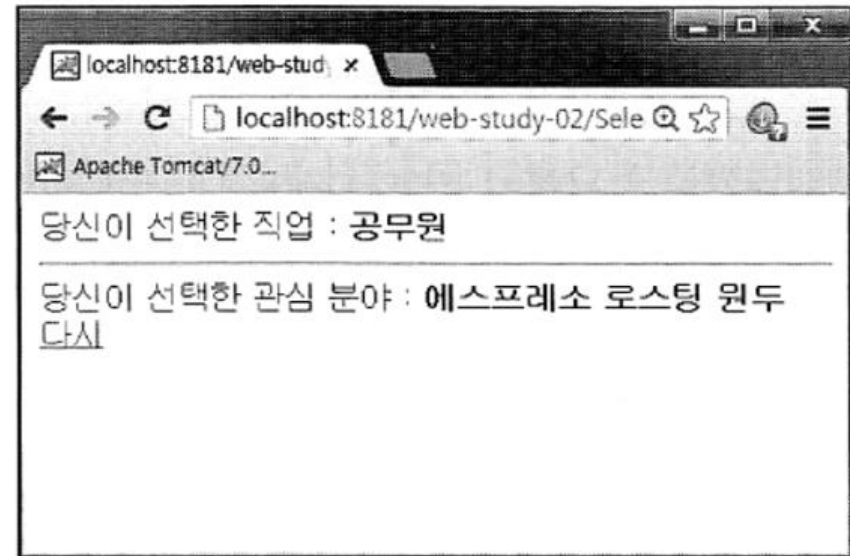 localhost:8181/web-stud
localhost:8181/web-study-02/Sele
Apache Tomcat/7.0...
당신이 선택한 직업 : 공무원
당신이 선택한 관심 분야 : 에스프레소 로스팅 원두
다시